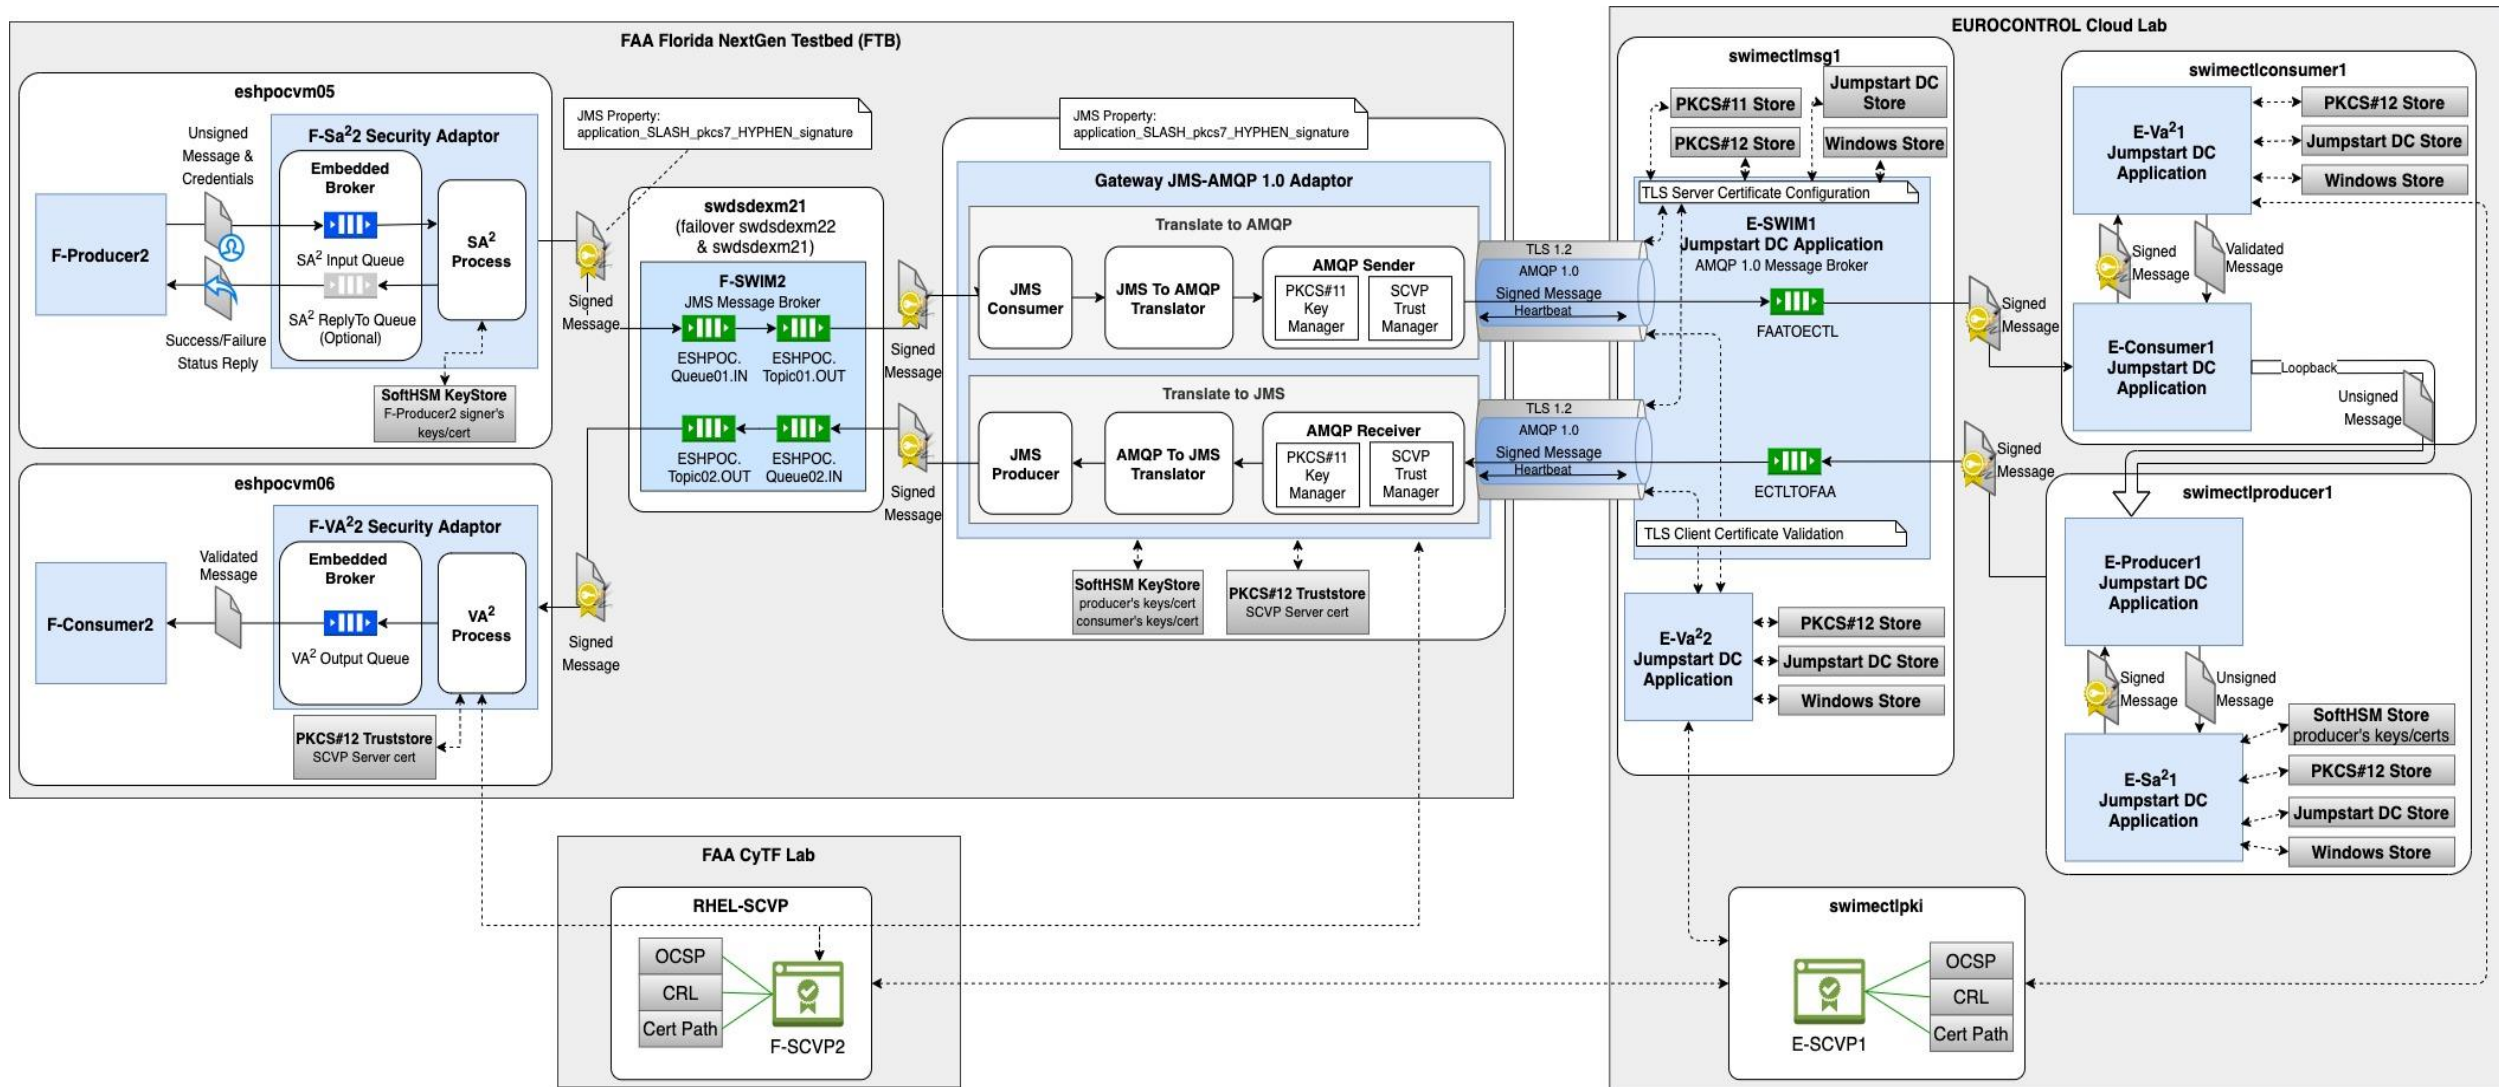 FAA Florida NextGen Testbed (FTB)
eshpocvm05
Unsigned
Message &
Credentials
F-Sa²2 Security Adaptor
Embedded
Broker
F-Producer2
SA² Input Queue
SA²
Process
SA² ReplyTo Queue
(Optional)
Success/Failure
Status Reply
SoftHSM KeyStore
F-Producer2 signer's
keys/cert
JMS Property:
application_SLASH_pkcs7_HYPHEN_signature
Signed
Message
eshpocvm06
F-VA²2 Security Adaptor
Validated
Message
Embedded
Broker
F-Consumer2
VA²
Process
VA² Output Queue
PKCS#12 Truststore
SCVP Server cert
Signed
Message
swdsdexm21
(failover swdsdexm22
& swdsdexm21)
F-SWIM2
JMS Message Broker
ESHPOC.
Queue01.IN
ESHPOC.
Topic01.OUT
ESHPOC.
Topic02.OUT
ESHPOC.
Queue02.IN
Signed
Message
Signed
Message
JMS Property:
application_SLASH_pkcs7_HYPHEN_signature
Gateway JMS-AMQP 1.0 Adaptor
Translate to AMQP
JMS
Consumer
JMS To AMQP
Translator
AMQP Sender
PKCS#11
Key
Manager
SCVP
Trust
Manager
Translate to JMS
JMS
Producer
AMQP To JMS
Translator
AMQP Receiver
PKCS#11
Key
Manager
SCVP
Trust
Manager
SoftHSM KeyStore
producer's keys/cert
consumer's keys/cert
PKCS#12 Truststore
SCVP Server cert
TLS 1.2
AMQP 1.0
Signed Message
Heartbeat
TLS 1.2
AMQP 1.0
Signed Message
Heartbeat
EUROCONTROL Cloud Lab
swimectlmsg1
PKCS#11 Store
Jumpstart DC
Store
PKCS#12 Store
Windows Store
TLS Server Certificate Configuration
E-SWIM1
Jumpstart DC Application
AMQP 1.0 Message Broker
FAATOECTL
ECTLTOFAA
TLS Client Certificate Validation
E-Va²2
Jumpstart DC
Application
PKCS#12 Store
Jumpstart DC Store
Windows Store
Signed
Message
Signed
Message
swimectlconsumer1
E-Va²1
Jumpstart DC
Application
PKCS#12 Store
Jumpstart DC Store
Windows Store
Signed
Message
Validated
Message
E-Consumer1
Jumpstart DC
Application
Loopback
Unsigned
Message
swimectlproducer1
E-Producer1
Jumpstart DC
Application
Signed
Message
Unsigned
Message
E-Sa²1
Jumpstart DC
Application
SoftHSM Store
producer's keys/certs
PKCS#12 Store
Jumpstart DC Store
Windows Store
FAA CyTF Lab
RHEL-SCVP
OCSP
CRL
Cert Path
F-SCVP2
swimectlpki
E-SCVP1
OCSP
CRL
Cert Path